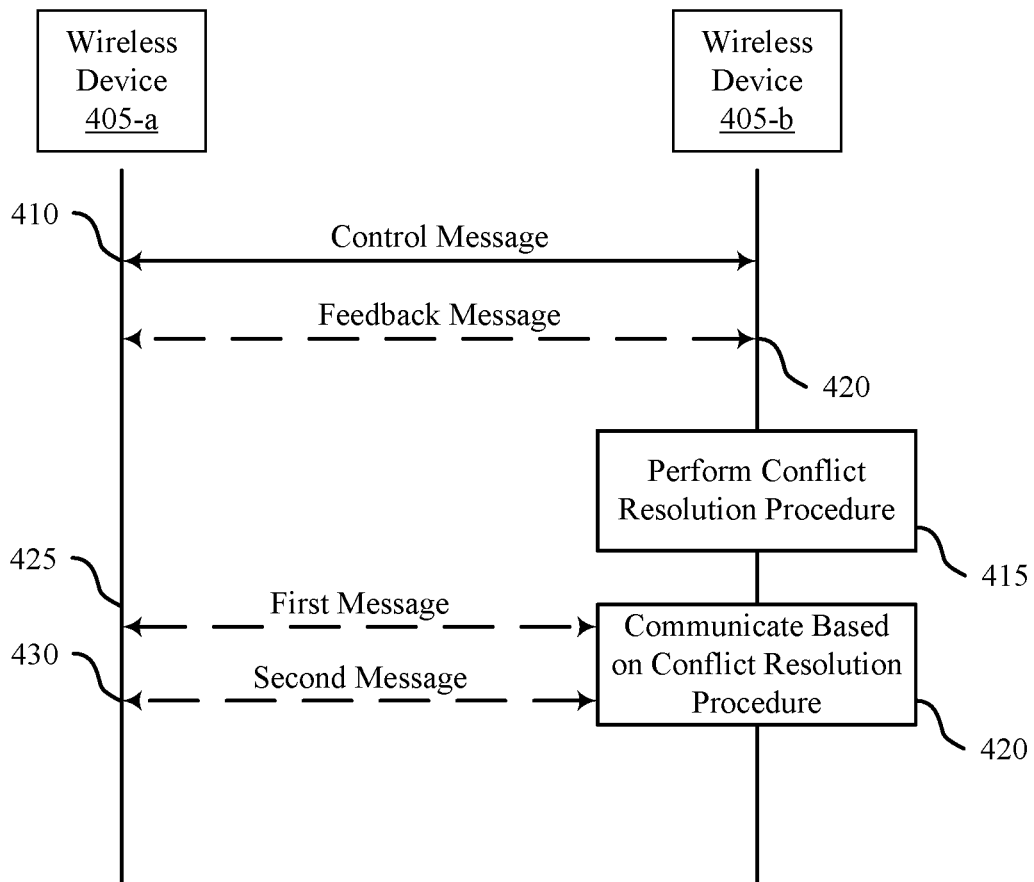 Wireless
Device
405-a
Wireless
Device
405-b
410
Control Message
Feedback Message
420
Perform Conflict
Resolution Procedure
415
425
First Message
Communicate Based
on Conflict Resolution
Procedure
430
Second Message
420